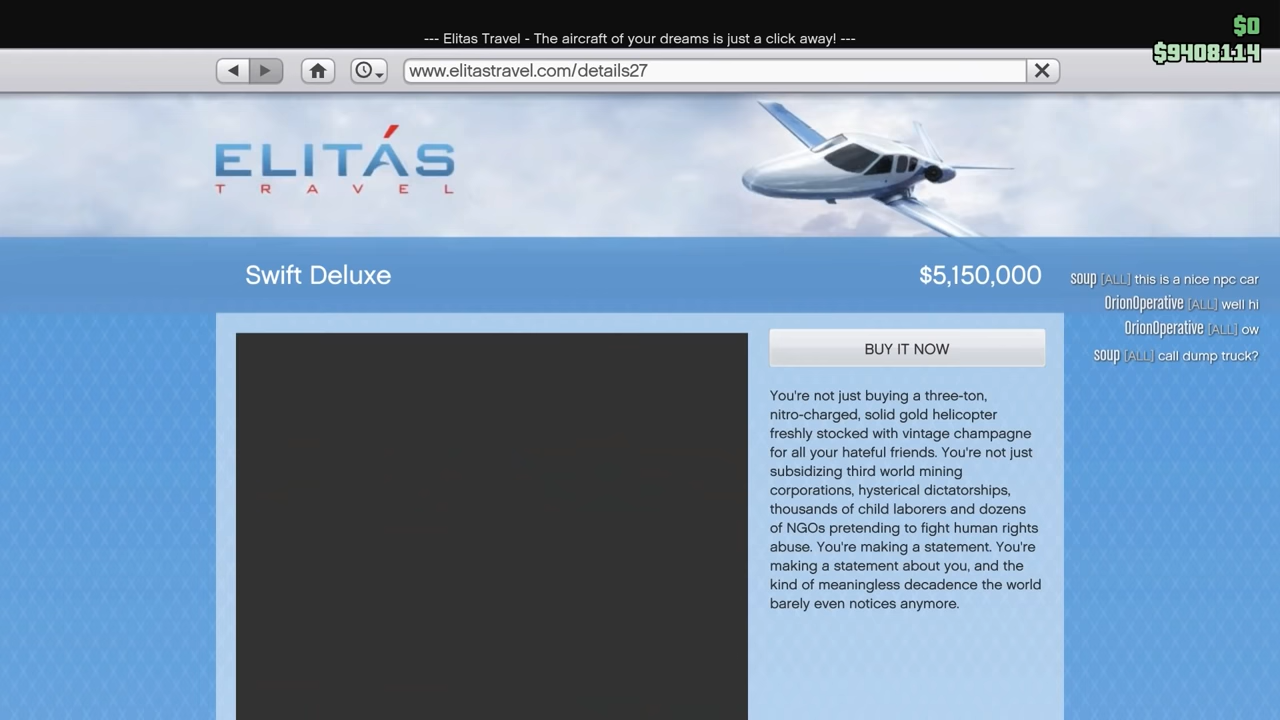 $0
--- Elitas Travel - The aircraft of your dreams is just a click away! ---
$9408114
www.elitastravel.com/details27
ELITÁS
TRAVEL
Swift Deluxe
$5,150,000
BUY IT NOW
You're not just buying a three-ton,
nitro-charged, solid gold helicopter
freshly stocked with vintage champagne
for all your hateful friends. You're not just
subsidizing third world mining
corporations, hysterical dictatorships,
thousands of child laborers and dozens
of NGOs pretending to fight human rights
abuse. You're making a statement. You're
making a statement about you, and the
kind of meaningless decadence the world
barely even notices anymore.
soup [ALL] this is a nice npc car
OrionOperative [ALL] well hi
OrionOperative [ALL] ow
soup [ALL] call dump truck?